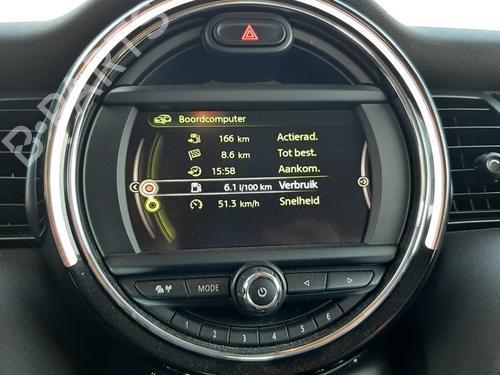 Boordcomputer
166 km Actierad.
8.6 km Tot best.
15:58 Aankom.
6.1 l/100 km Verbruik
51.3 km/h Snelheid
MODE
1 2 3 4 5 6
B-PARTS